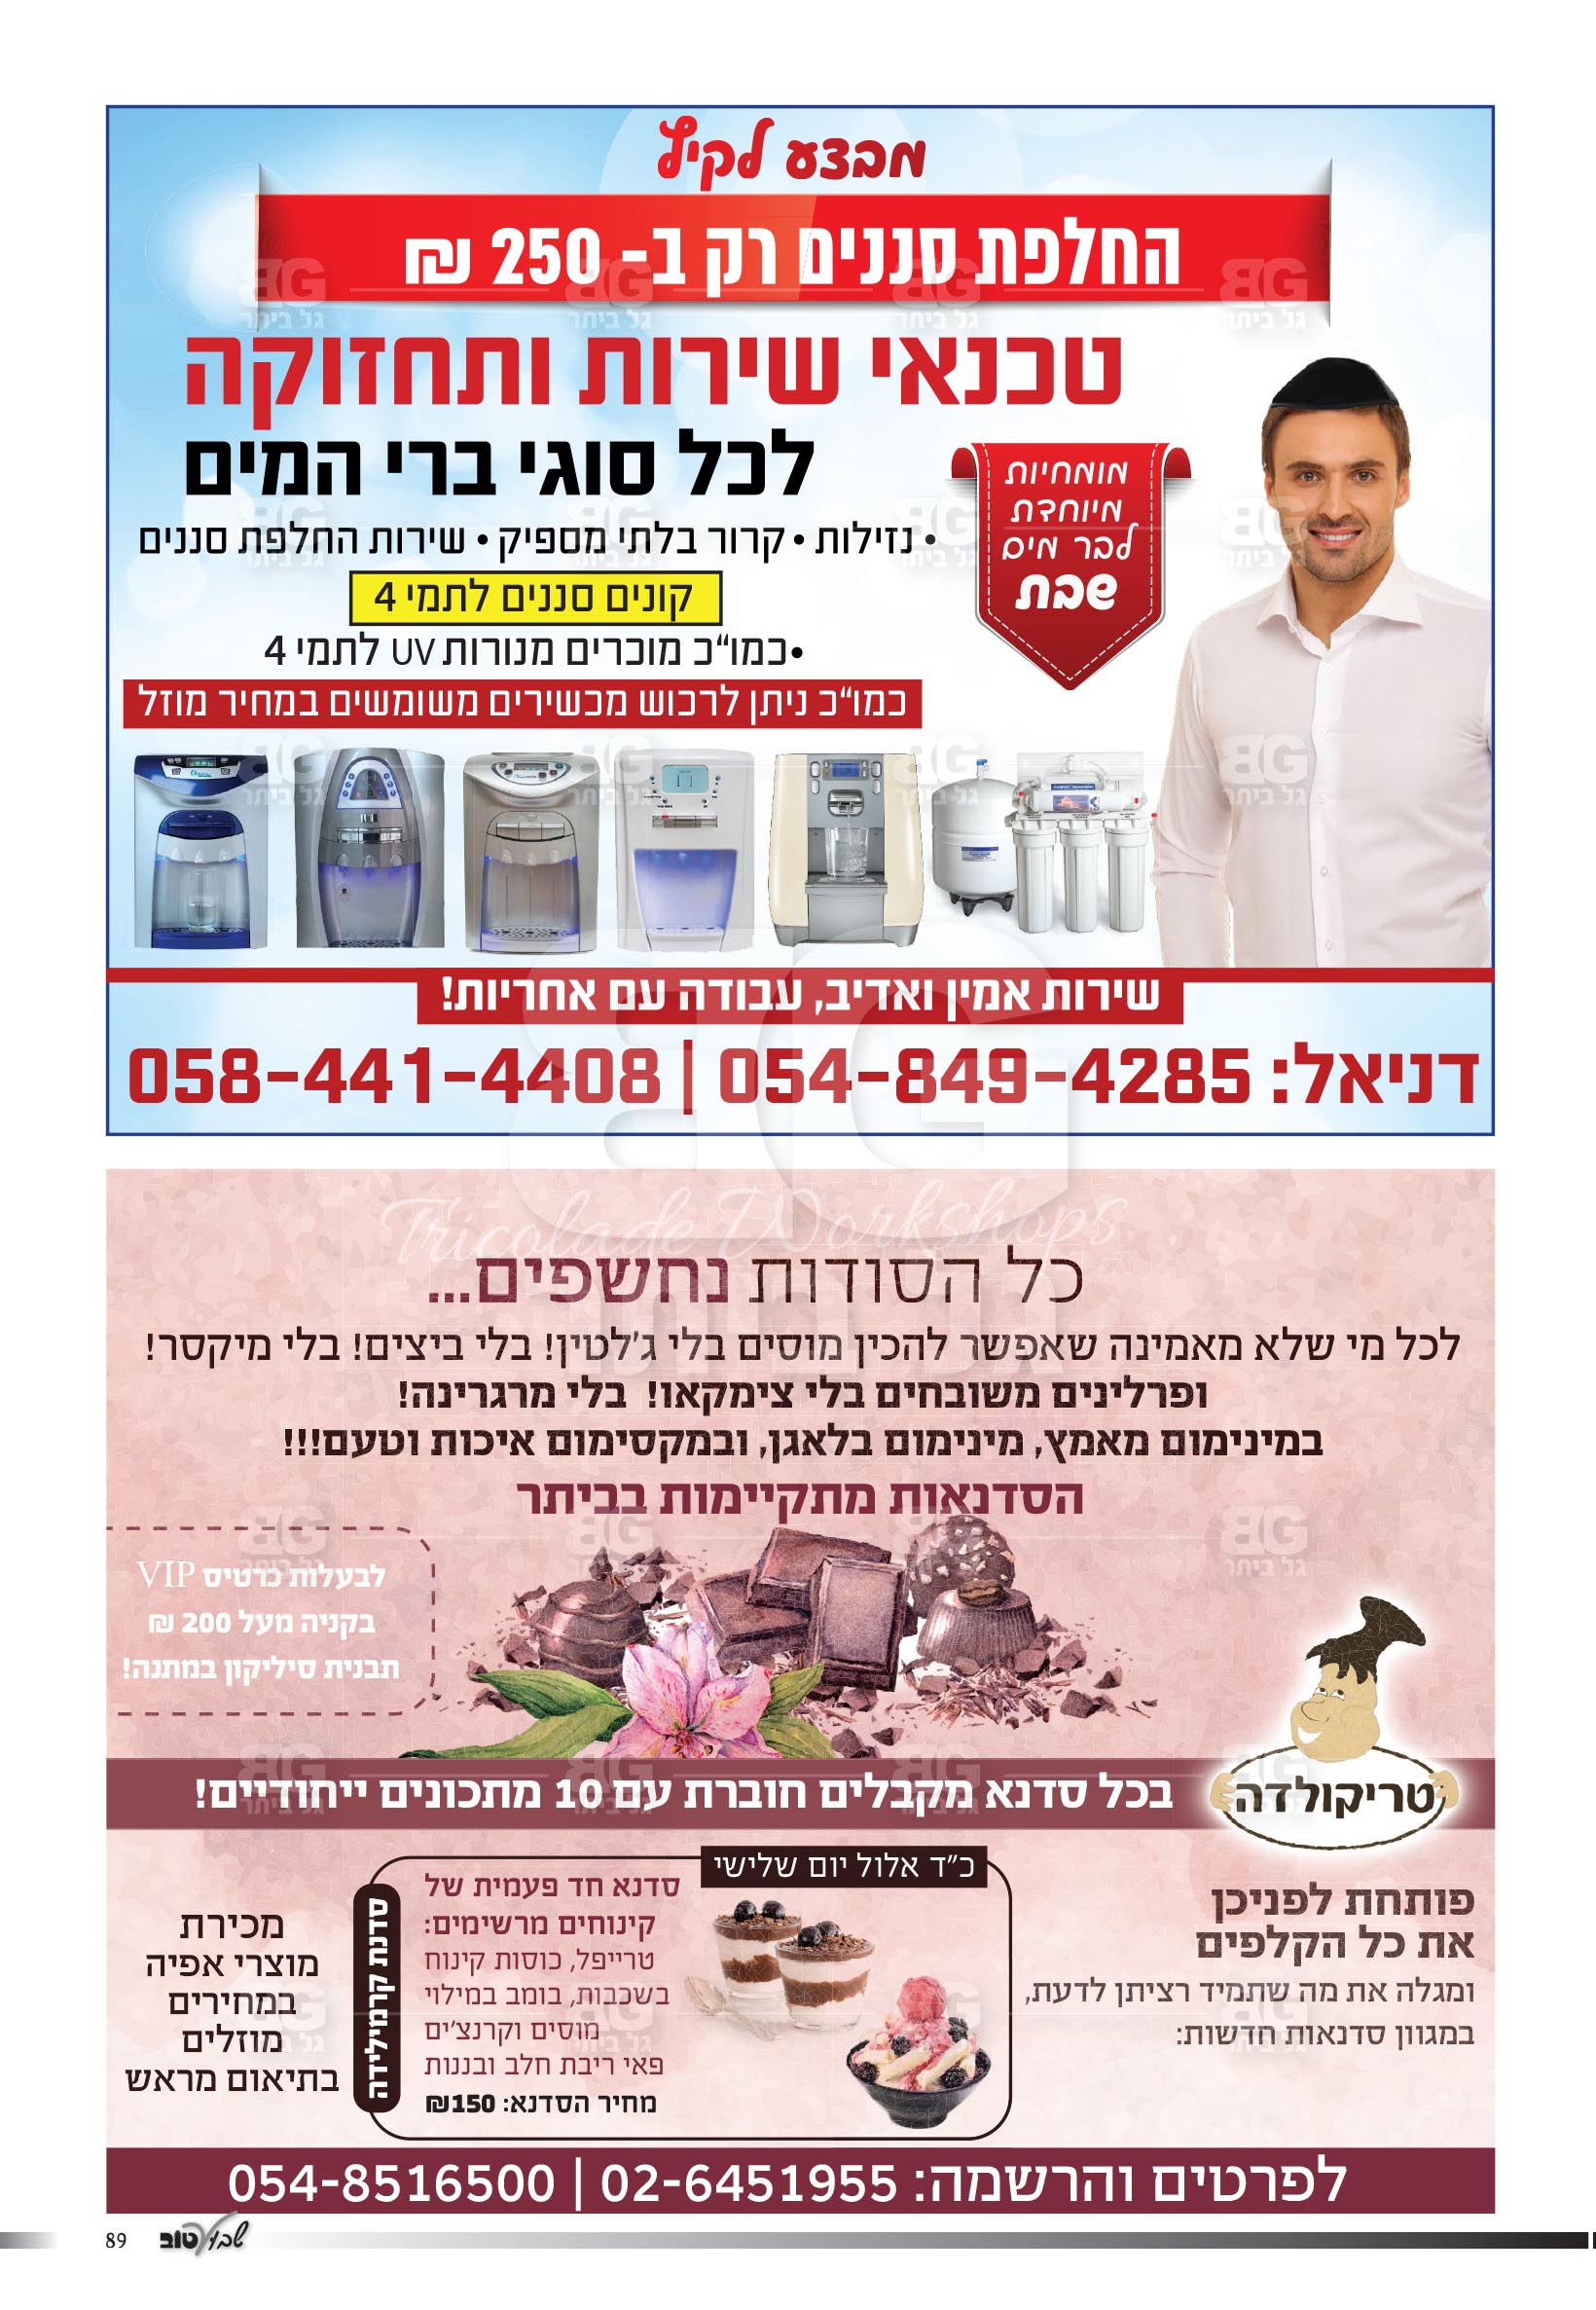 מבצע לקיץ
החלפת סננים רק ב- 250 ₪
טכנאי שירות ותחזוקה
לכל סוגי ברי המים
• נזילות • קרור בלתי מספיק • שירות החלפת סננים
קונים סננים לתמי 4
•כמו"כ מוכרים מנורות UV לתמי 4
כמו"כ ניתן לרכוש מכשירים משומשים במחיר מוזל
מומחיות
מיוחדת
לבר מים
שבת
שירות אמין ואדיב, עבודה עם אחריות!
דניאל: 054-849-4285 | 058-441-4408
BG
גל ביתר
Tricolade Workshops
כל הסודות נחשפים...
לכל מי שלא מאמינה שאפשר להכין מוסים בלי ג'לטין! בלי ביצים! בלי מיקסר!
ופרלינים משובחים בלי צימקאו! בלי מרגרינה!
במינימום מאמץ, מינימום בלאגן, ובמקסימום איכות וטעם!!!
הסדנאות מתקיימות בביתר
לבעלות כרטיס VIP
בקניה מעל 200 ₪
תבנית סיליקון במתנה!
טריקולדה
בכל סדנא מקבלים חוברת עם 10 מתכונים ייחודיים!
פותחת לפניכן
את כל הקלפים
ומגלה את מה שתמיד רציתן לדעת,
במגוון סדנאות חדשות:
כ"ד אלול יום שלישי
סדנת קרמילידה
סדנא חד פעמית של
קינוחים מרשימים:
טרייפל, כוסות קינוח
בשכבות, בומב במילוי
מוסים וקרנצ'ים
פאי ריבת חלב ובננות
מחיר הסדנא: 150₪
מכירת
מוצרי אפיה
במחירים
מוזלים
בתיאום מראש
לפרטים והרשמה: 02-6451955 | 054-8516500
89
שבוע טוב